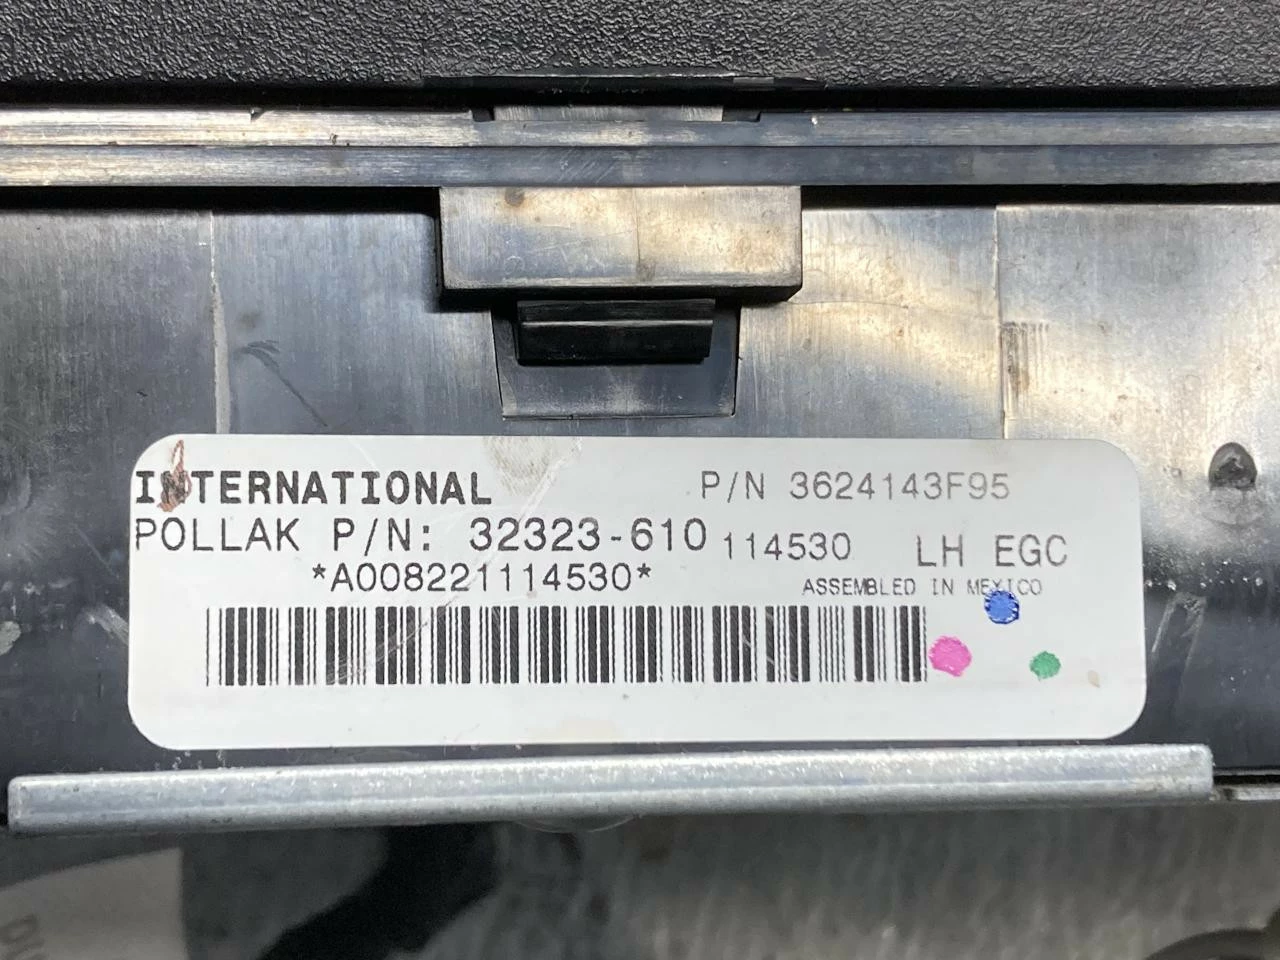 INTERNATIONAL P/N 3624143F95
POLLAK P/N: 32323-610 114530 LH EGC
*A008221114530*
ASSEMBLED IN MEXICO